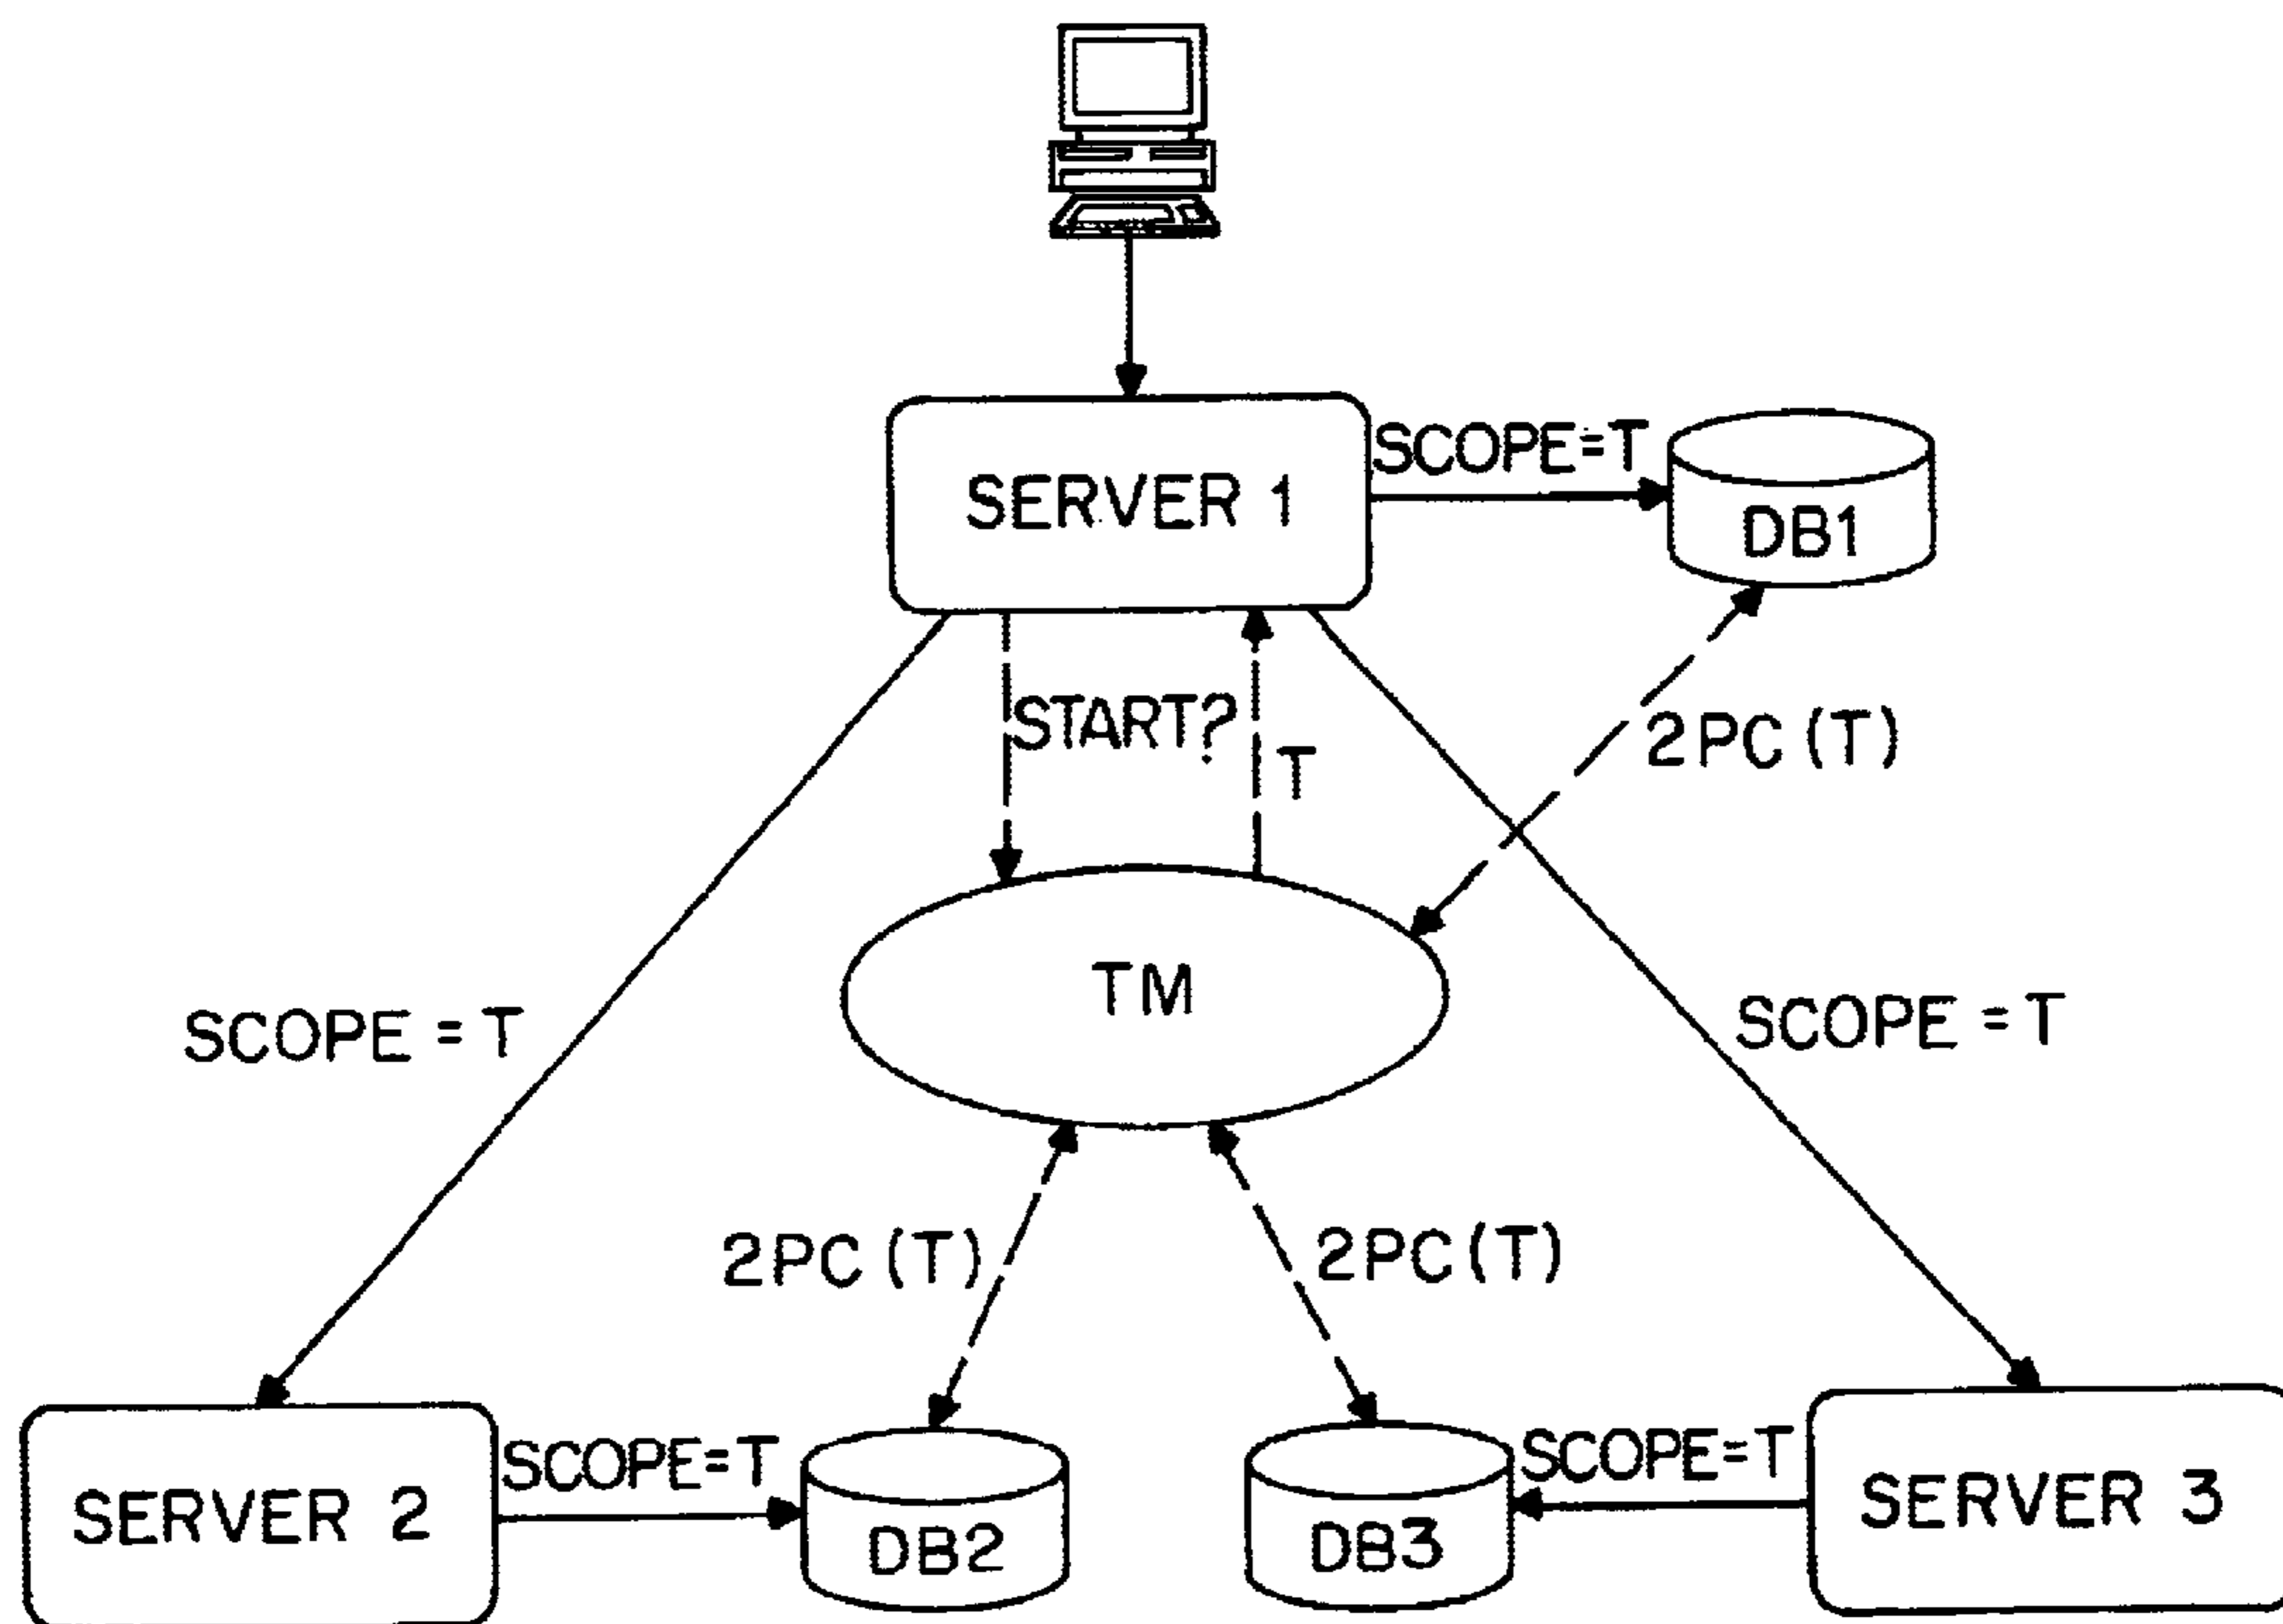 SCOPE=T
SERVER 1
DB1
START?
T
2PC (T)
TM
SCOPE = T
SCOPE = T
2PC (T)
2PC (T)
SCOPE=T
SCOPE=T
SERVER 2
DB2
DB3
SERVER 3